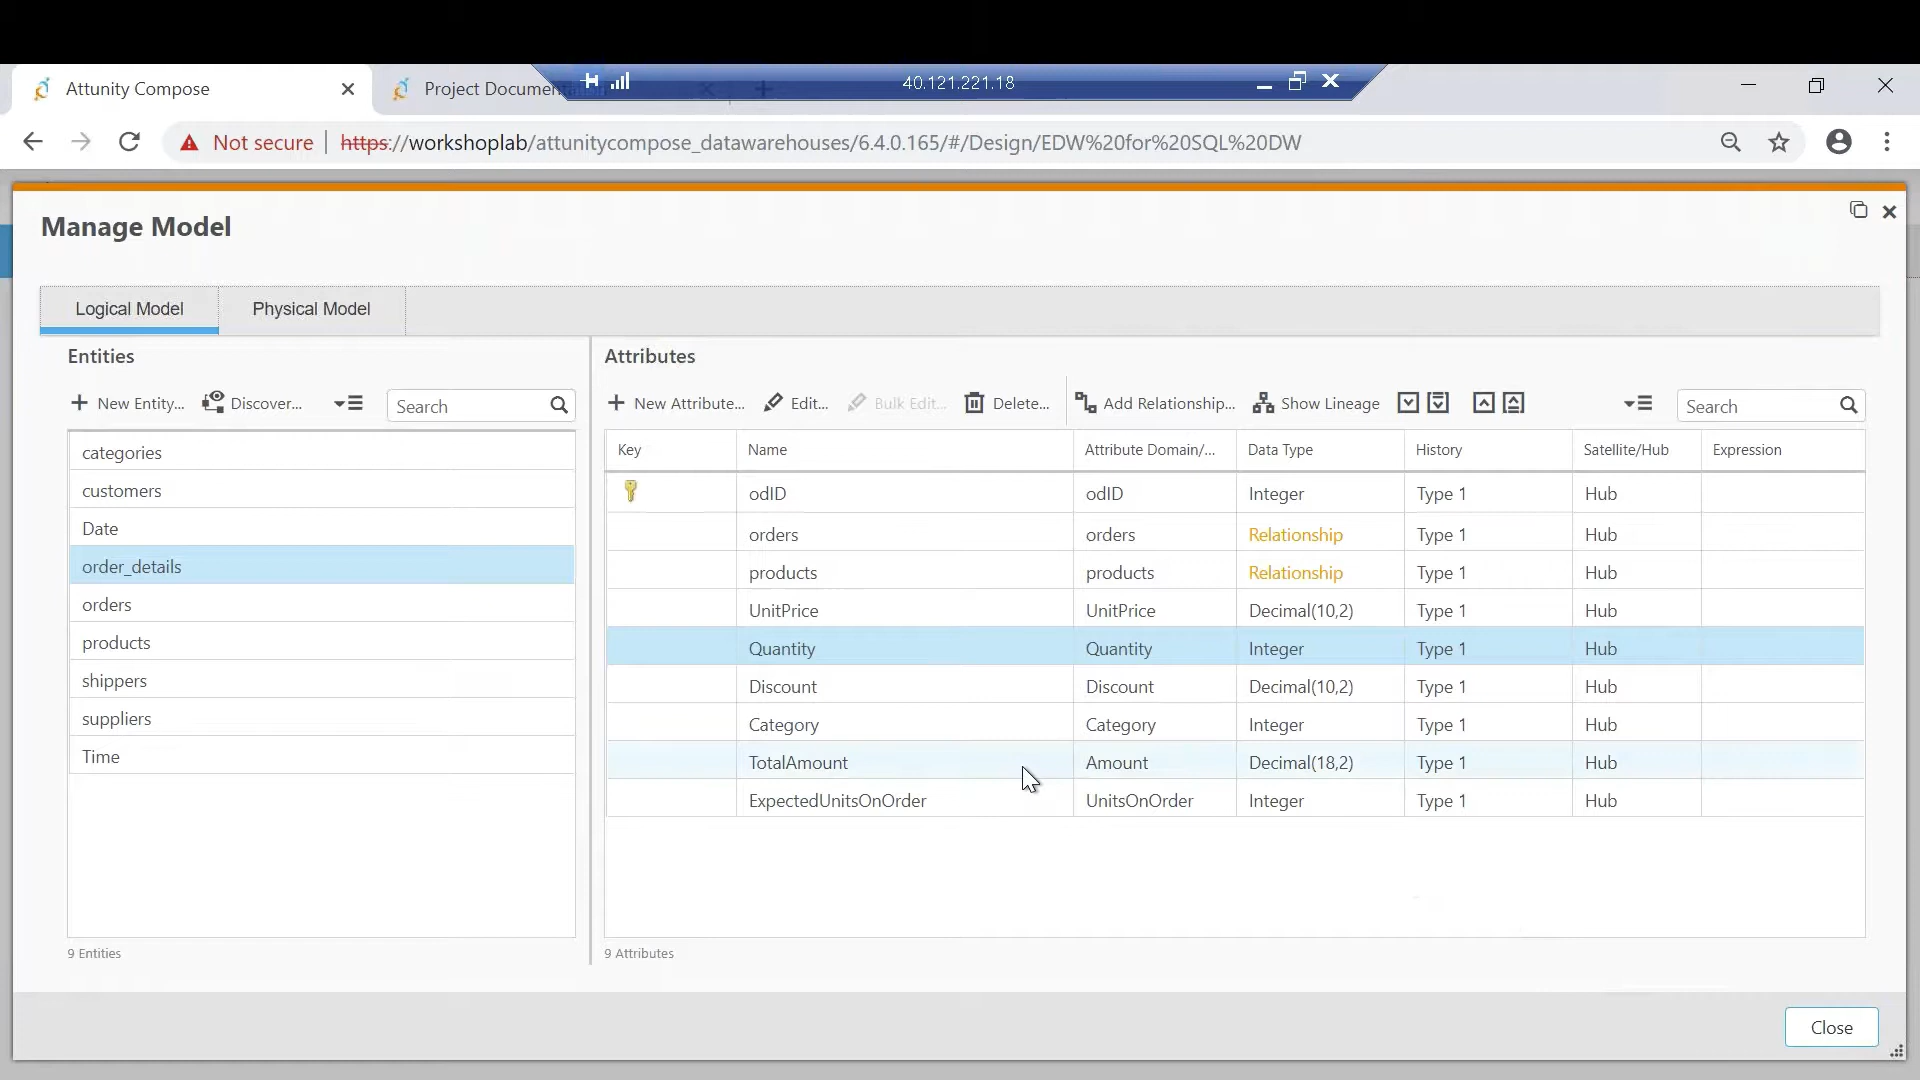 Attunity Compose
Project Documen
40.121.221.18
Not secure https://workshoplab/attunitycompose_datawarehouses/6.4.0.165/#/Design/EDW%20for%20SQL%20DW
Manage Model
Logical Model Physical Model
Entities
New Entity... Discover... Search
categories
customers
Date
order_details
orders
products
shippers
suppliers
Time
9 Entities
Attributes
New Attribute... Edit... Bulk Edit... Delete... Add Relationship... Show Lineage Search
Key Name Attribute Domain/... Data Type History Satellite/Hub Expression
odID odID Integer Type 1 Hub
orders orders Relationship Type 1 Hub
products products Relationship Type 1 Hub
UnitPrice UnitPrice Decimal(10,2) Type 1 Hub
Quantity Quantity Integer Type 1 Hub
Discount Discount Decimal(10,2) Type 1 Hub
Category Category Integer Type 1 Hub
TotalAmount Amount Decimal(18,2) Type 1 Hub
ExpectedUnitsOnOrder UnitsOnOrder Integer Type 1 Hub
9 Attributes
Close